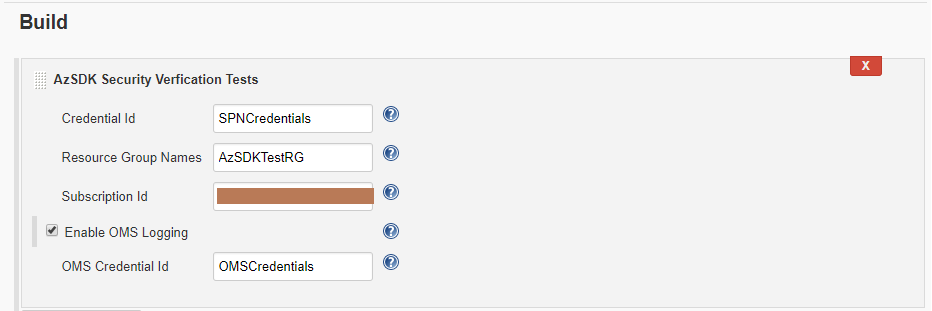 Build
AzSDK Security Verfication Tests
X
Credential Id SPNCredentials ?
Resource Group Names AzSDKTestRG ?
Subscription Id ?
Enable OMS Logging ?
OMS Credential Id OMSCredentials ?